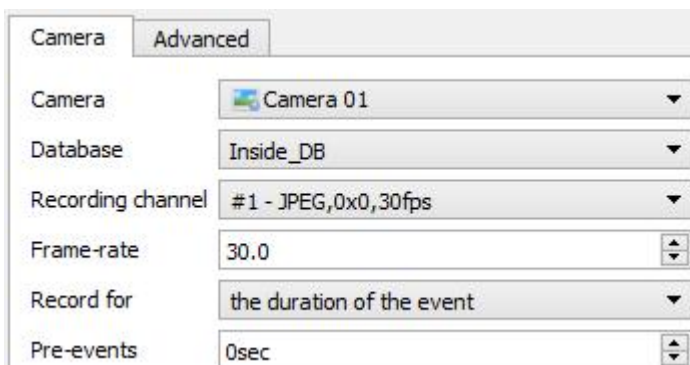 Camera Advanced
Camera Camera 01
Database Inside_DB
Recording channel #1 - JPEG,0x0,30fps
Frame-rate 30.0
Record for the duration of the event
Pre-events 0sec